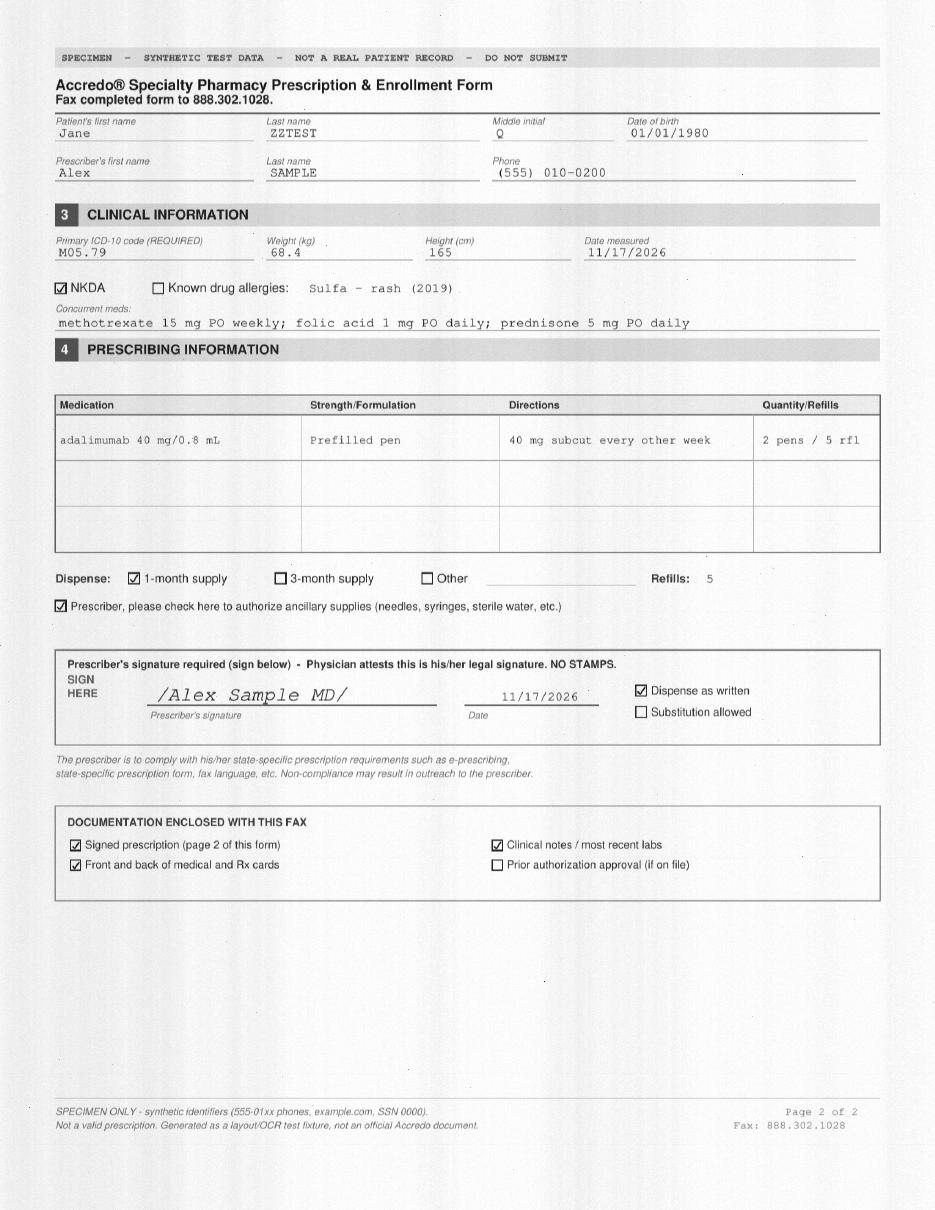 SPECIMEN - SYNTHETIC TEST DATA - NOT A REAL PATIENT RECORD - DO NOT SUBMIT
Accredo® Specialty Pharmacy Prescription & Enrollment Form
Fax completed form to 888.302.1028.
Patient's first name Last name Middle initial Date of birth
Jane ZZTEST Q 01/01/1980
Prescriber's first name Last name Phone
Alex SAMPLE (555) 010-0200
3 CLINICAL INFORMATION
Primary ICD-10 code (REQUIRED) Weight (kg) Height (cm) Date measured
M05.79 68.4 165 11/17/2026
☑ NKDA ☐ Known drug allergies: Sulfa - rash (2019)
Concurrent meds:
methotrexate 15 mg PO weekly; folic acid 1 mg PO daily; prednisone 5 mg PO daily
4 PRESCRIBING INFORMATION
Medication Strength/Formulation Directions Quantity/Refills
adalimumab 40 mg/0.8 mL Prefilled pen 40 mg subcut every other week 2 pens / 5 rfl
Dispense: ☑ 1-month supply ☐ 3-month supply ☐ Other Refills: 5
☑ Prescriber, please check here to authorize ancillary supplies (needles, syringes, sterile water, etc.)
Prescriber's signature required (sign below) - Physician attests this is his/her legal signature. NO STAMPS.
SIGN
HERE /Alex Sample MD/ 11/17/2026 ☑ Dispense as written
Prescriber's signature Date ☐ Substitution allowed
The prescriber is to comply with his/her state-specific prescription requirements such as e-prescribing,
state-specific prescription form, fax language, etc. Non-compliance may result in outreach to the prescriber.
DOCUMENTATION ENCLOSED WITH THIS FAX
☑ Signed prescription (page 2 of this form) ☑ Clinical notes / most recent labs
☑ Front and back of medical and Rx cards ☐ Prior authorization approval (if on file)
SPECIMEN ONLY - synthetic identifiers (555-01xx phones, example.com, SSN 0000). Page 2 of 2
Not a valid prescription. Generated as a layout/OCR test fixture, not an official Accredo document. Fax: 888.302.1028